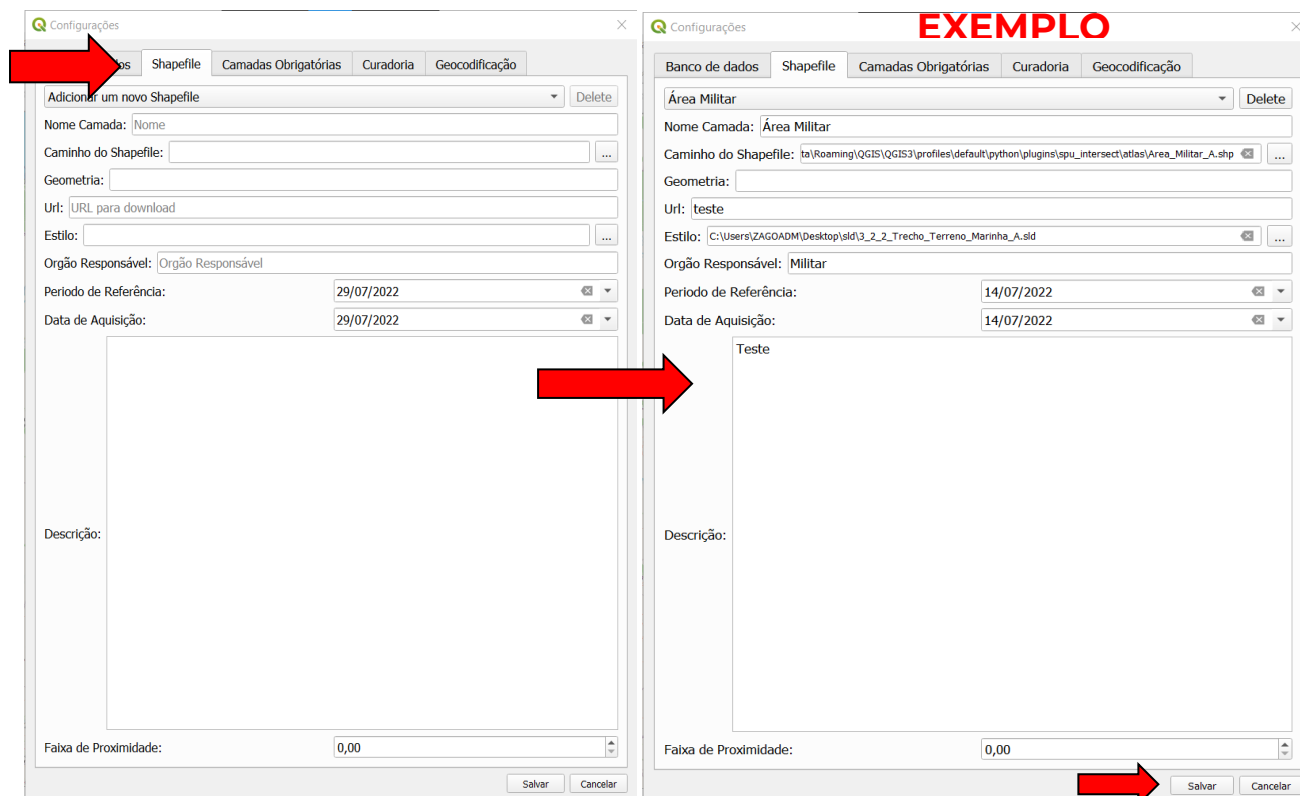 Configurações
dos Shapefile Camadas Obrigatórias Curadoria Geocodificação
Adicionar um novo Shapefile Delete
Nome Camada: Nome
Caminho do Shapefile: ...
Geometria:
Url: URL para download
Estilo: ...
Orgão Responsável: Orgão Responsável
Periodo de Referência: 29/07/2022
Data de Aquisição: 29/07/2022
Descrição:
Faixa de Proximidade: 0,00
Salvar Cancelar
EXEMPLO
Configurações
Banco de dados Shapefile Camadas Obrigatórias Curadoria Geocodificação
Área Militar Delete
Nome Camada: Área Militar
Caminho do Shapefile: ta\Roaming\QGIS\QGIS3\profiles\default\python\plugins\spu_intersect\atlas\Area_Militar_A.shp ...
Geometria:
Url: teste
Estilo: C:\Users\ZAGOADM\Desktop\sld\3_2_2_Trecho_Terreno_Marinha_A.sld ...
Orgão Responsável: Militar
Periodo de Referência: 14/07/2022
Data de Aquisição: 14/07/2022
Teste
Descrição:
Faixa de Proximidade: 0,00
Salvar Cancelar